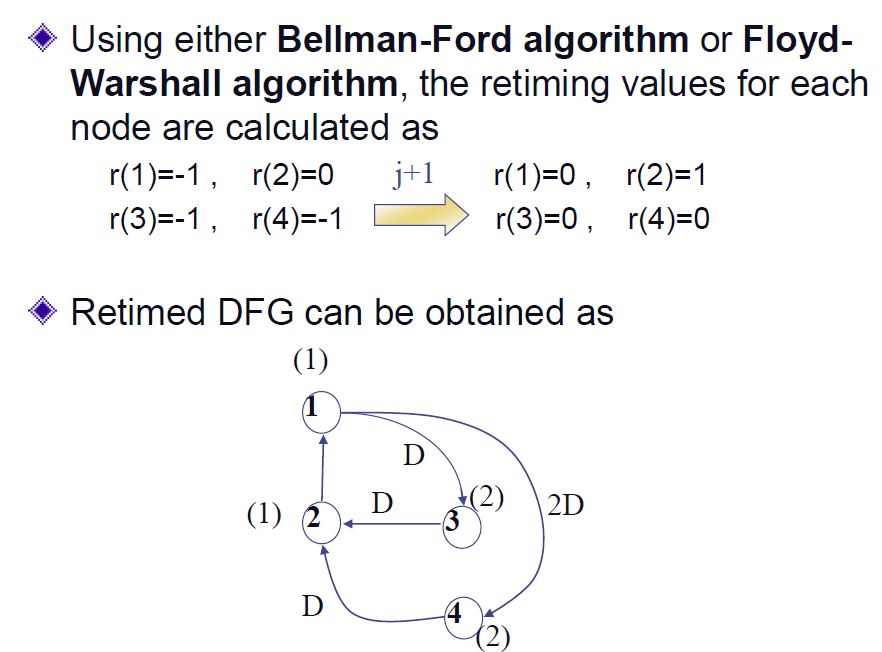 Using either Bellman-Ford algorithm or Floyd-
Warshall algorithm, the retiming values for each
node are calculated as
r(1)=-1 , r(2)=0 j+1 r(1)=0 , r(2)=1
r(3)=-1 , r(4)=-1 r(3)=0 , r(4)=0
Retimed DFG can be obtained as
(1)
1
D
(1) 2 D 3 (2) 2D
D 4
(2)